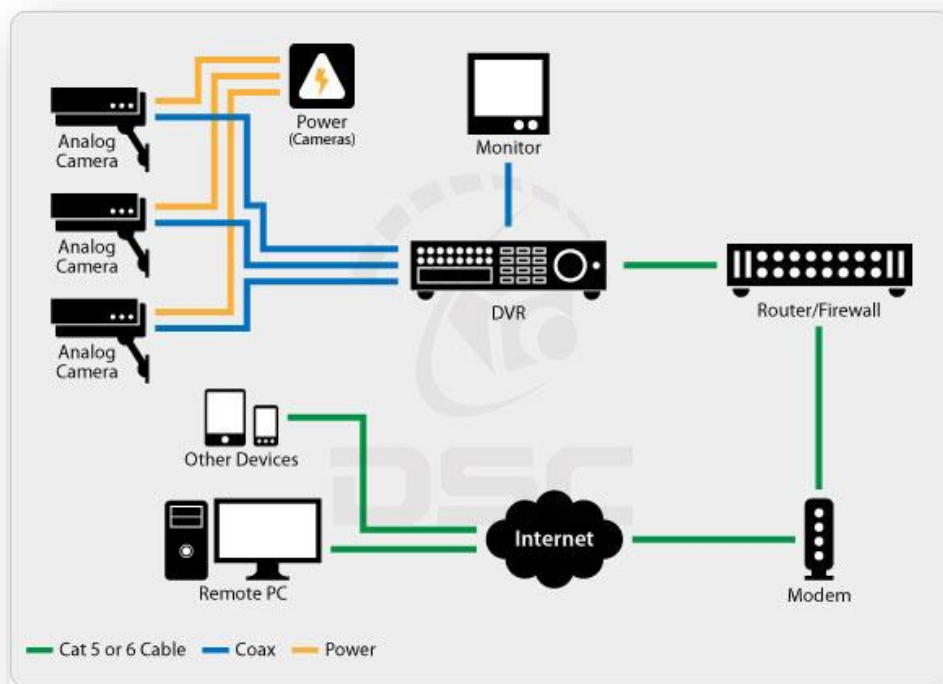 Power
(Cameras)
Monitor
Analog
Camera
Analog
Camera
Analog
Camera
DVR
Router/Firewall
Other Devices
DSC
Internet
Remote PC
Modem
Cat 5 or 6 Cable Coax Power